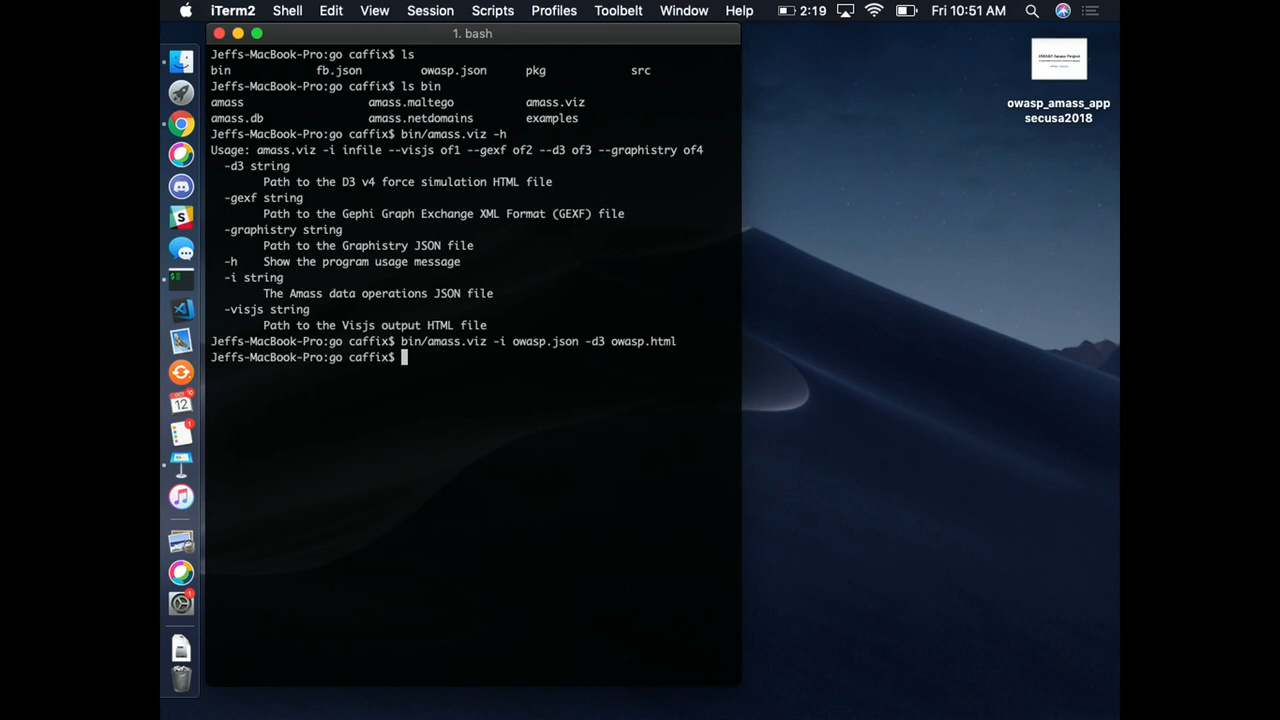 iTerm2 Shell Edit View Session Scripts Profiles Toolbelt Window Help 2:19 Fri 10:51 AM
1. bash
Jeffs-MacBook-Pro:go caffix$ ls
bin fb.json owasp.json pkg src
Jeffs-MacBook-Pro:go caffix$ ls bin
amass amass.maltego amass.viz
amass.db amass.netdomains examples
Jeffs-MacBook-Pro:go caffix$ bin/amass.viz -h
Usage: amass.viz -i infile --visjs of1 --gexf of2 --d3 of3 --graphistry of4
-d3 string
Path to the D3 v4 force simulation HTML file
-gexf string
Path to the Gephi Graph Exchange XML Format (GEXF) file
-graphistry string
Path to the Graphistry JSON file
-h Show the program usage message
-i string
The Amass data operations JSON file
-visjs string
Path to the Visjs output HTML file
Jeffs-MacBook-Pro:go caffix$ bin/amass.viz -i owasp.json -d3 owasp.html
Jeffs-MacBook-Pro:go caffix$
OWASP Amass Project
owasp_amass_app
secusa2018
12